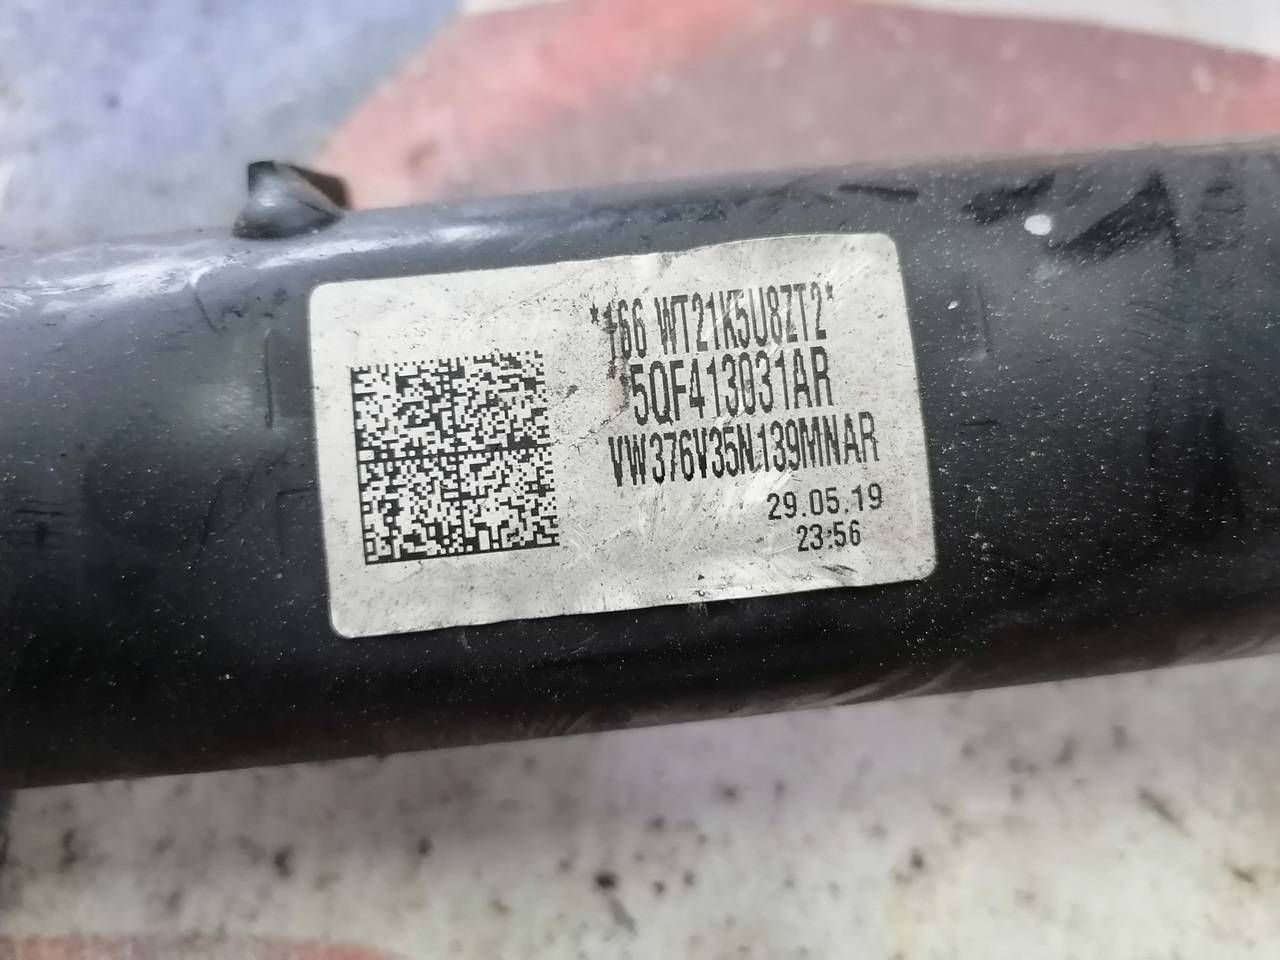 *166 WT21K5U8ZT2*
5QF413031AR
VW376V35N139MNAR
29.05.19
23:56